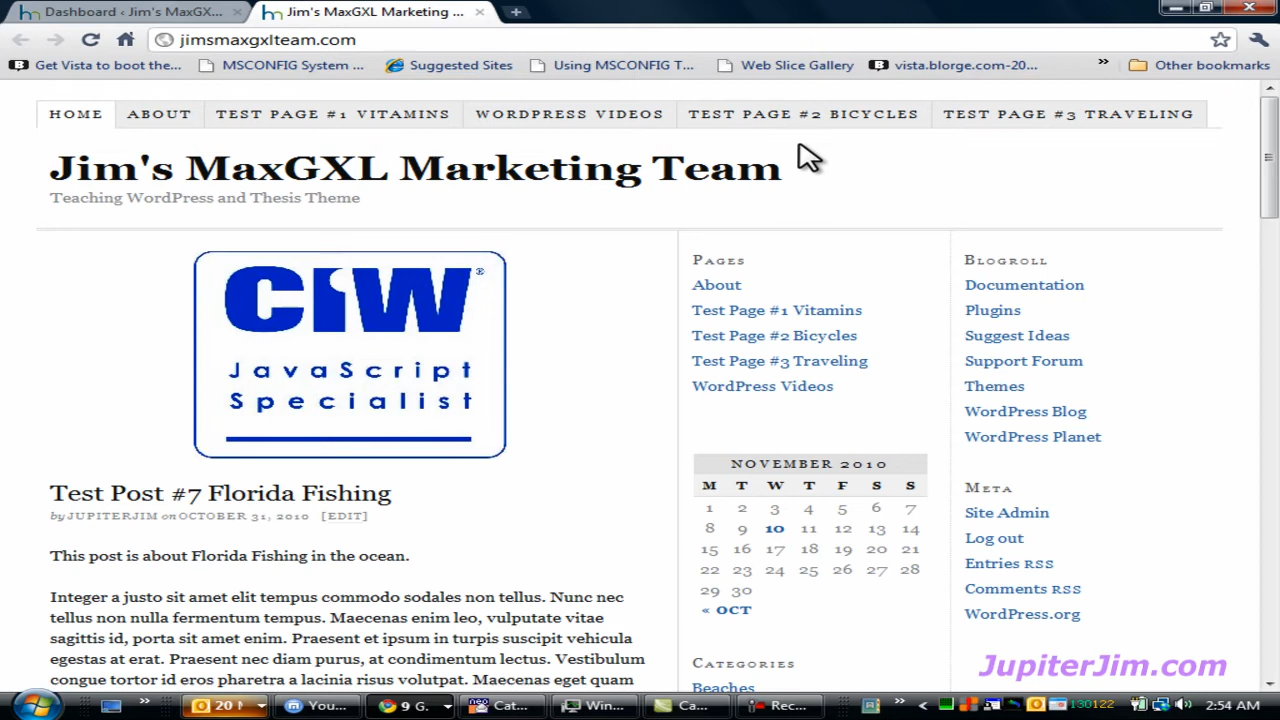 Dashboard ‹ Jim's MaxGX...
Jim's MaxGXL Marketing ...
jimsmaxgxlteam.com
Get Vista to boot the...
MSCONFIG System ...
Suggested Sites
Using MSCONFIG T...
Web Slice Gallery
vista.blorge.com-20...
Other bookmarks
HOME
ABOUT
TEST PAGE #1 VITAMINS
WORDPRESS VIDEOS
TEST PAGE #2 BICYCLES
TEST PAGE #3 TRAVELING
Jim's MaxGXL Marketing Team
Teaching WordPress and Thesis Theme
CIW®
JavaScript
Specialist
Test Post #7 Florida Fishing
by JUPITERJIM on OCTOBER 31, 2010 [EDIT]
This post is about Florida Fishing in the ocean.
Integer a justo sit amet elit tempus commodo sodales non tellus. Nunc nec
tellus non nulla fermentum tempus. Maecenas enim leo, vulputate vitae
sagittis id, porta sit amet enim. Praesent et ipsum in turpis suscipit vehicula
egestas at erat. Praesent nec diam purus, at condimentum lectus. Vestibulum
congue tortor id eros pharetra a lacinia risus volutpat. Maecenas eget quam
PAGES
About
Test Page #1 Vitamins
Test Page #2 Bicycles
Test Page #3 Traveling
WordPress Videos
NOVEMBER 2010
M T W T F S S
1 2 3 4 5 6 7
8 9 10 11 12 13 14
15 16 17 18 19 20 21
22 23 24 25 26 27 28
29 30
« OCT
CATEGORIES
Beaches
BLOGROLL
Documentation
Plugins
Suggest Ideas
Support Forum
Themes
WordPress Blog
WordPress Planet
META
Site Admin
Log out
Entries RSS
Comments RSS
WordPress.org
JupiterJim.com
You...
9 G.
Cat...
Win...
Ca...
Rec...
130122
2:54 AM